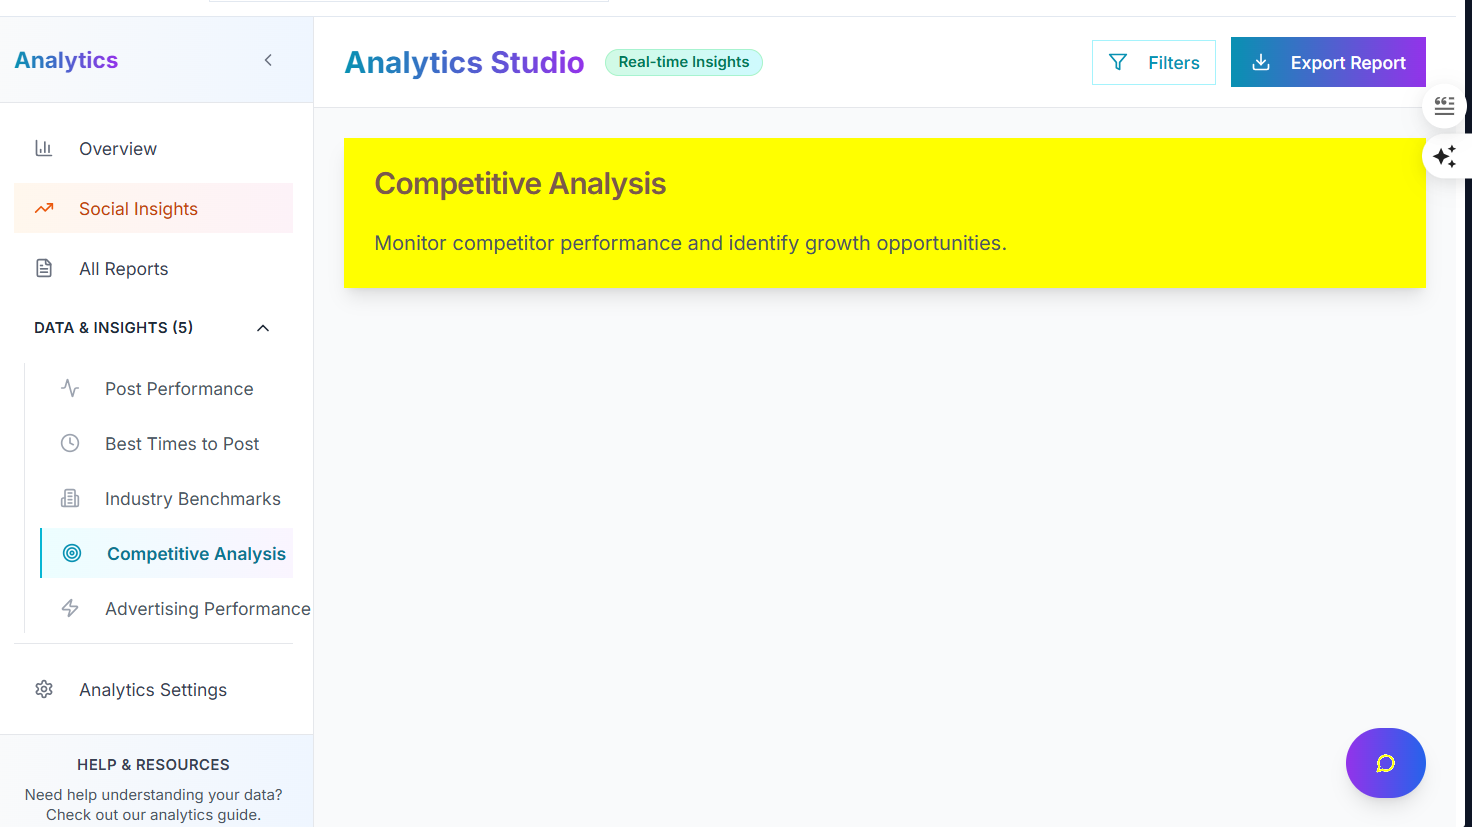 Analytics
Analytics Studio
Real-time Insights
Filters
Export Report
Overview
Social Insights
All Reports
DATA & INSIGHTS (5)
Post Performance
Best Times to Post
Industry Benchmarks
Competitive Analysis
Advertising Performance
Analytics Settings
HELP & RESOURCES
Need help understanding your data?
Check out our analytics guide.
Competitive Analysis
Monitor competitor performance and identify growth opportunities.